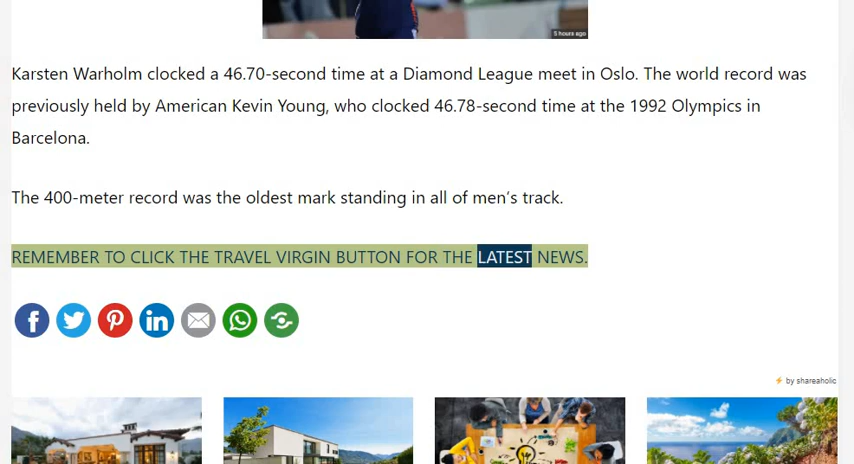 5 hours ago
Karsten Warholm clocked a 46.70-second time at a Diamond League meet in Oslo. The world record was
previously held by American Kevin Young, who clocked 46.78-second time at the 1992 Olympics in
Barcelona.
The 400-meter record was the oldest mark standing in all of men’s track.
REMEMBER TO CLICK THE TRAVEL VIRGIN BUTTON FOR THE LATEST NEWS.
by shareaholic